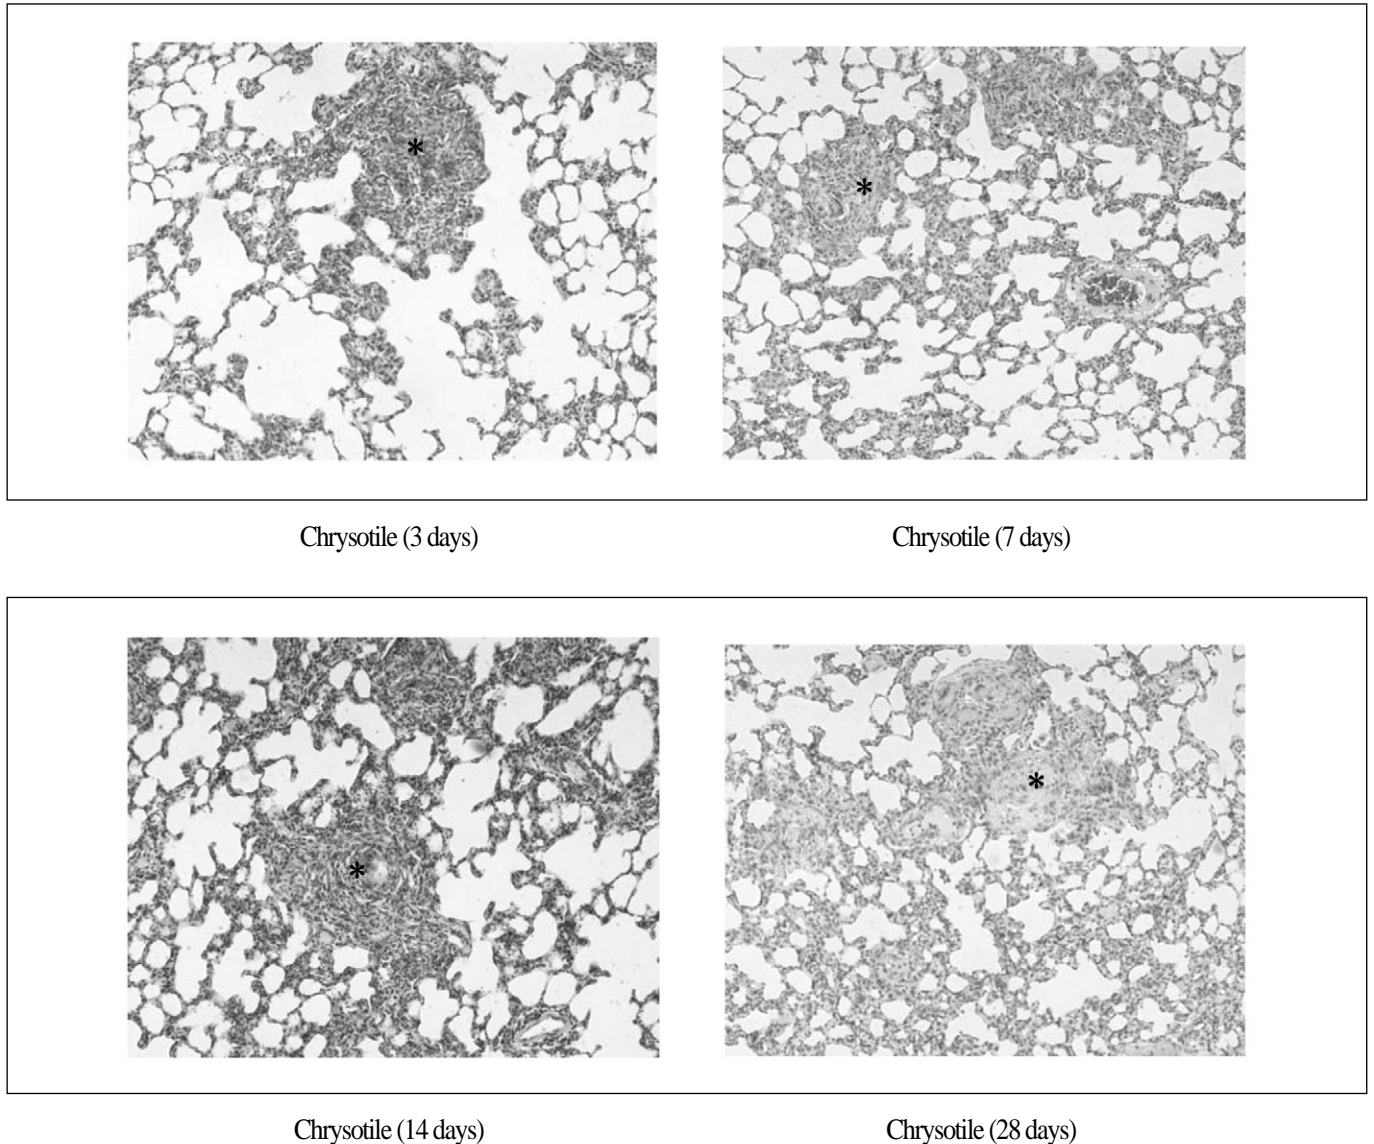 *
*
Chrysotile (3 days)
Chrysotile (7 days)
*
*
Chrysotile (14 days)
Chrysotile (28 days)